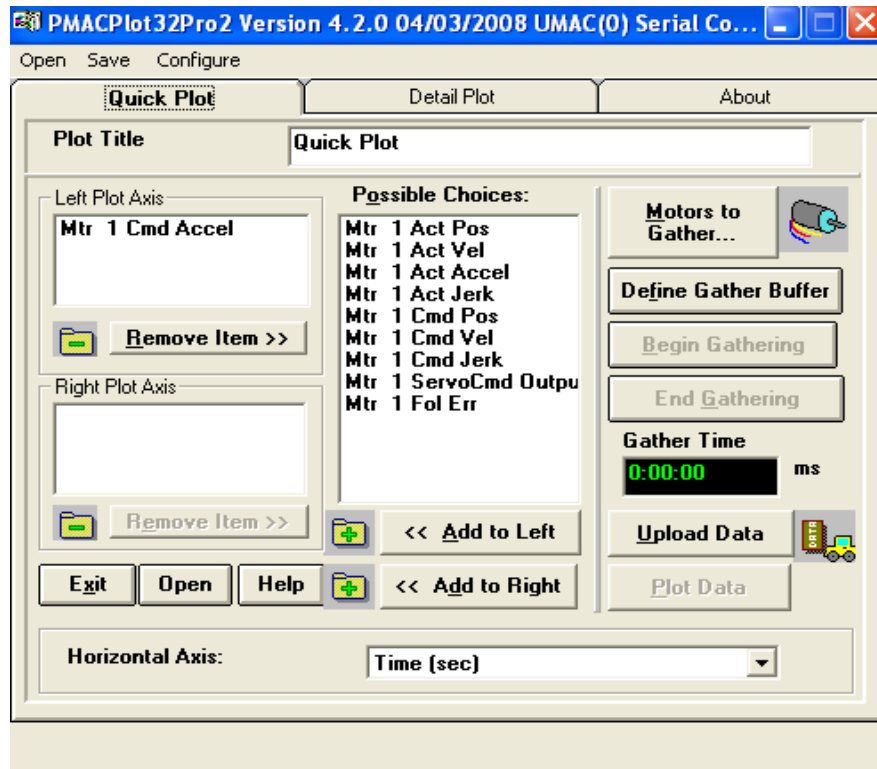 PMACPlot32Pro2 Version 4.2.0 04/03/2008 UMAC(0) Serial Co...
Open Save Configure
Quick Plot Detail Plot About
Plot Title Quick Plot
Left Plot Axis
Mtr 1 Cmd Accel
Remove Item >>
Right Plot Axis
Remove Item >>
Exit Open Help
Possible Choices:
Mtr 1 Act Pos
Mtr 1 Act Vel
Mtr 1 Act Accel
Mtr 1 Act Jerk
Mtr 1 Cmd Pos
Mtr 1 Cmd Vel
Mtr 1 Cmd Jerk
Mtr 1 ServoCmd Outpu
Mtr 1 Fol Err
<< Add to Left
<< Add to Right
Motors to
Gather...
Define Gather Buffer
Begin Gathering
End Gathering
Gather Time
0:00:00 ms
Upload Data
DATA
Plot Data
Horizontal Axis: Time (sec)